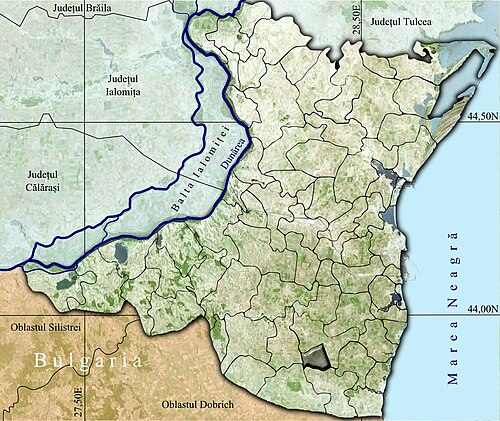 Județul Brăila
28,50E
Județul Tulcea
Județul
Ialomița
44,50N
Balta Ialomiței
Dunărea
Județul
Călărași
Marea Neagră
44,00N
Oblastul Silistrei
Bulgaria
27,50E
Oblastul Dobrich